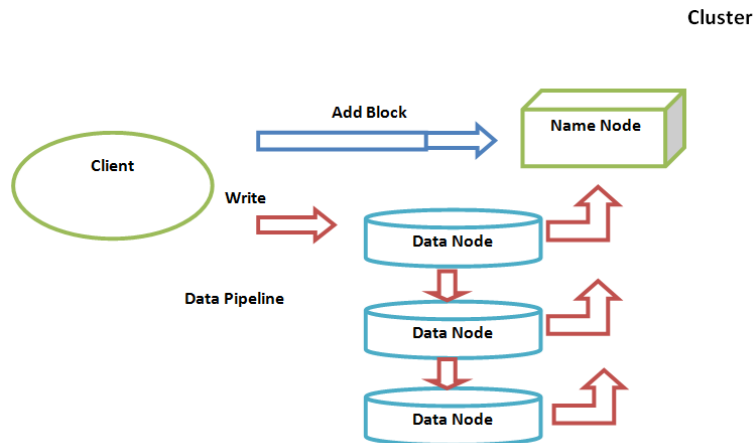 Cluster
Add Block
Name Node
Client
Write
Data Node
Data Pipeline
Data Node
Data Node